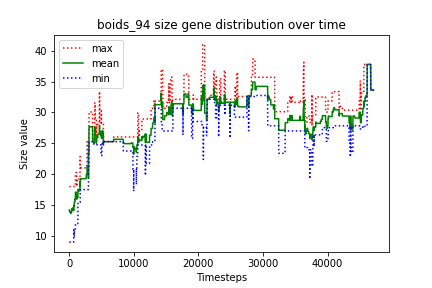 boids_94 size gene distribution over time
max
mean
min
Size value
40
35
30
25
20
15
10
0
10000
20000
30000
40000
Timesteps